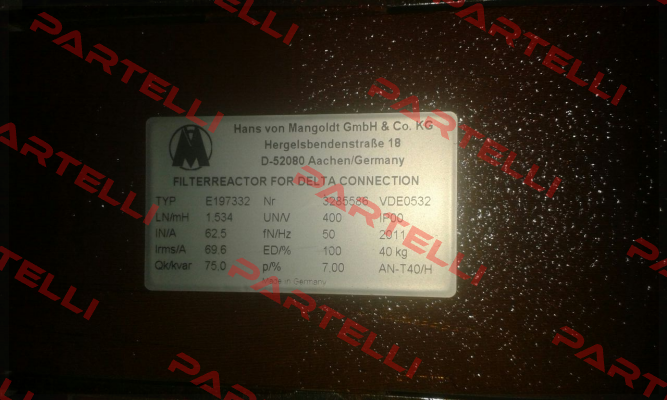 PARTELLI
PARTELLI
PARTELLI
Hans von Mangoldt GmbH & Co. KG
Hergelsbendenstraße 18
D-52080 Aachen/Germany
FILTERREACTOR FOR DELTA CONNECTION
TYP E197332 Nr 3285586 VDE0532
LN/mH 1,534 UN/V 400 IP00
IN/A 62.5 fN/Hz 50 2011
Irms/A 69.6 ED/% 100 40 kg
Qk/kvar 75.0 p/% 7.00 AN-T40/H
Made in Germany
PARTELLI
PARTELLI
PARTELLI
PARTELLI
PARTELLI